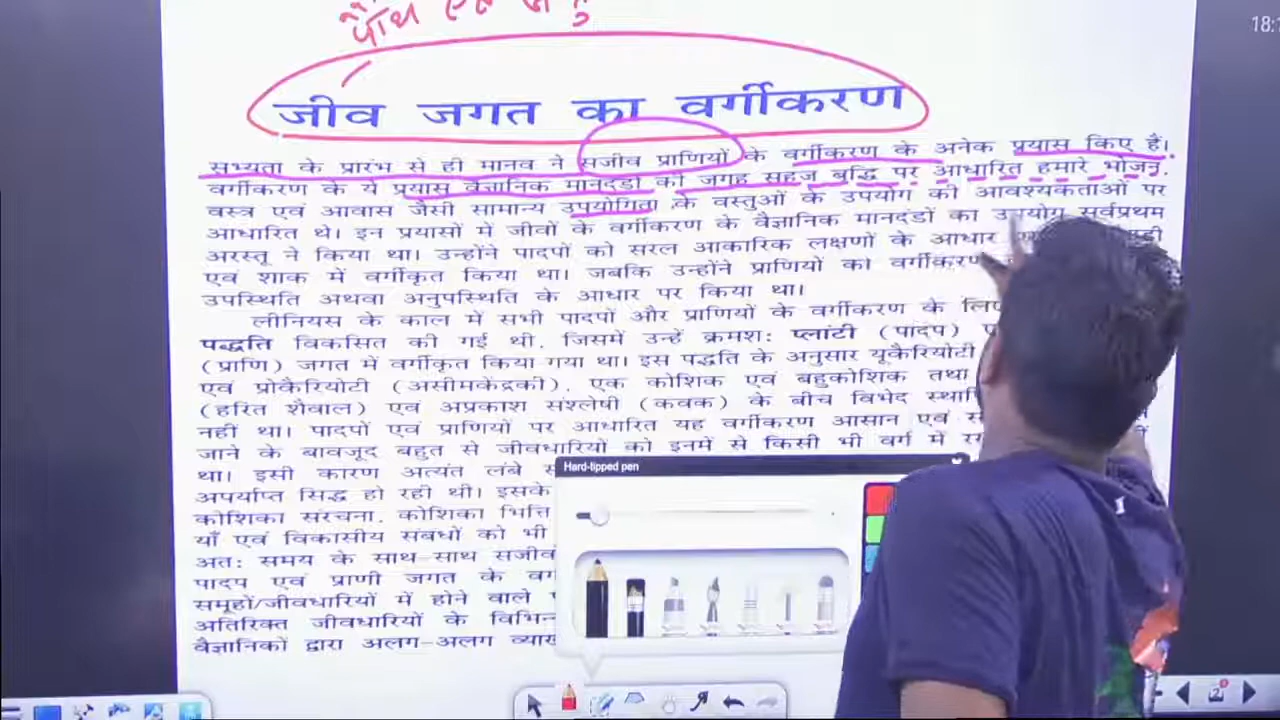 पौधे एवं
18:
जीव जगत का वर्गीकरण
सभ्यता के प्रारंभ से ही मानव ने सजीव प्राणियों के वर्गीकरण के अनेक प्रयास किए हैं।
वर्गीकरण के ये प्रयास वैज्ञानिक मानदंडों की जगह सहज बुद्धि पर आधारित हमारे भोजन,
वस्त्र एवं आवास जैसी सामान्य उपयोगिता के वस्तुओं के उपयोग की आवश्यकताओं पर
आधारित थे। इन प्रयासों में जीवों के वर्गीकरण के वैज्ञानिक मानदंडों का उपयोग सर्वप्रथम
अरस्तू ने किया था। उन्होंने पादपों को सरल आकारिक लक्षणों के आधार
एवं शाक में वर्गीकृत किया था। जबकि उन्होंने प्राणियों को वर्गीकरण
उपस्थिति अथवा अनुपस्थिति के आधार पर किया था।
लीनियस के काल में सभी पादपों और प्राणियों के वर्गीकरण के
पद्धति विकसित की गई थी, जिसमें उन्हें क्रमश: प्लांटी (पादप)
(प्राणि) जगत में वर्गीकृत किया गया था। इस पद्धति के अनुसार यूकैरियोटी
एवं प्रोकैरियोटी (असीमकेंद्रकी), एक कोशिक एवं बहुकोशिक तथा
(हरित शैवाल) एवं अप्रकाश संश्लेषी (कवक) के बीच विभेद
नहीं था। पादपों एवं प्राणियों पर आधारित यह वर्गीकरण आसान एवं
जाने के बावजूद बहुत से जीवधारियों को इनमें से किसी भी वर्ग में
था। इसी कारण अत्यंत लंबे
अपर्याप्त सिद्ध हो रही थी। इसके
कोशिका संरचना, कोशिका भित्ति
याँ एवं विकासीय संबंधों को भी
अत: समय के साथ-साथ
पादप एवं प्राणी जगत के
समूहों/जीवधारियों में होने वाले
अतिरिक्त जीवधारियों के
वैज्ञानिकों द्वारा अलग-अलग
Hard-tipped pen
2